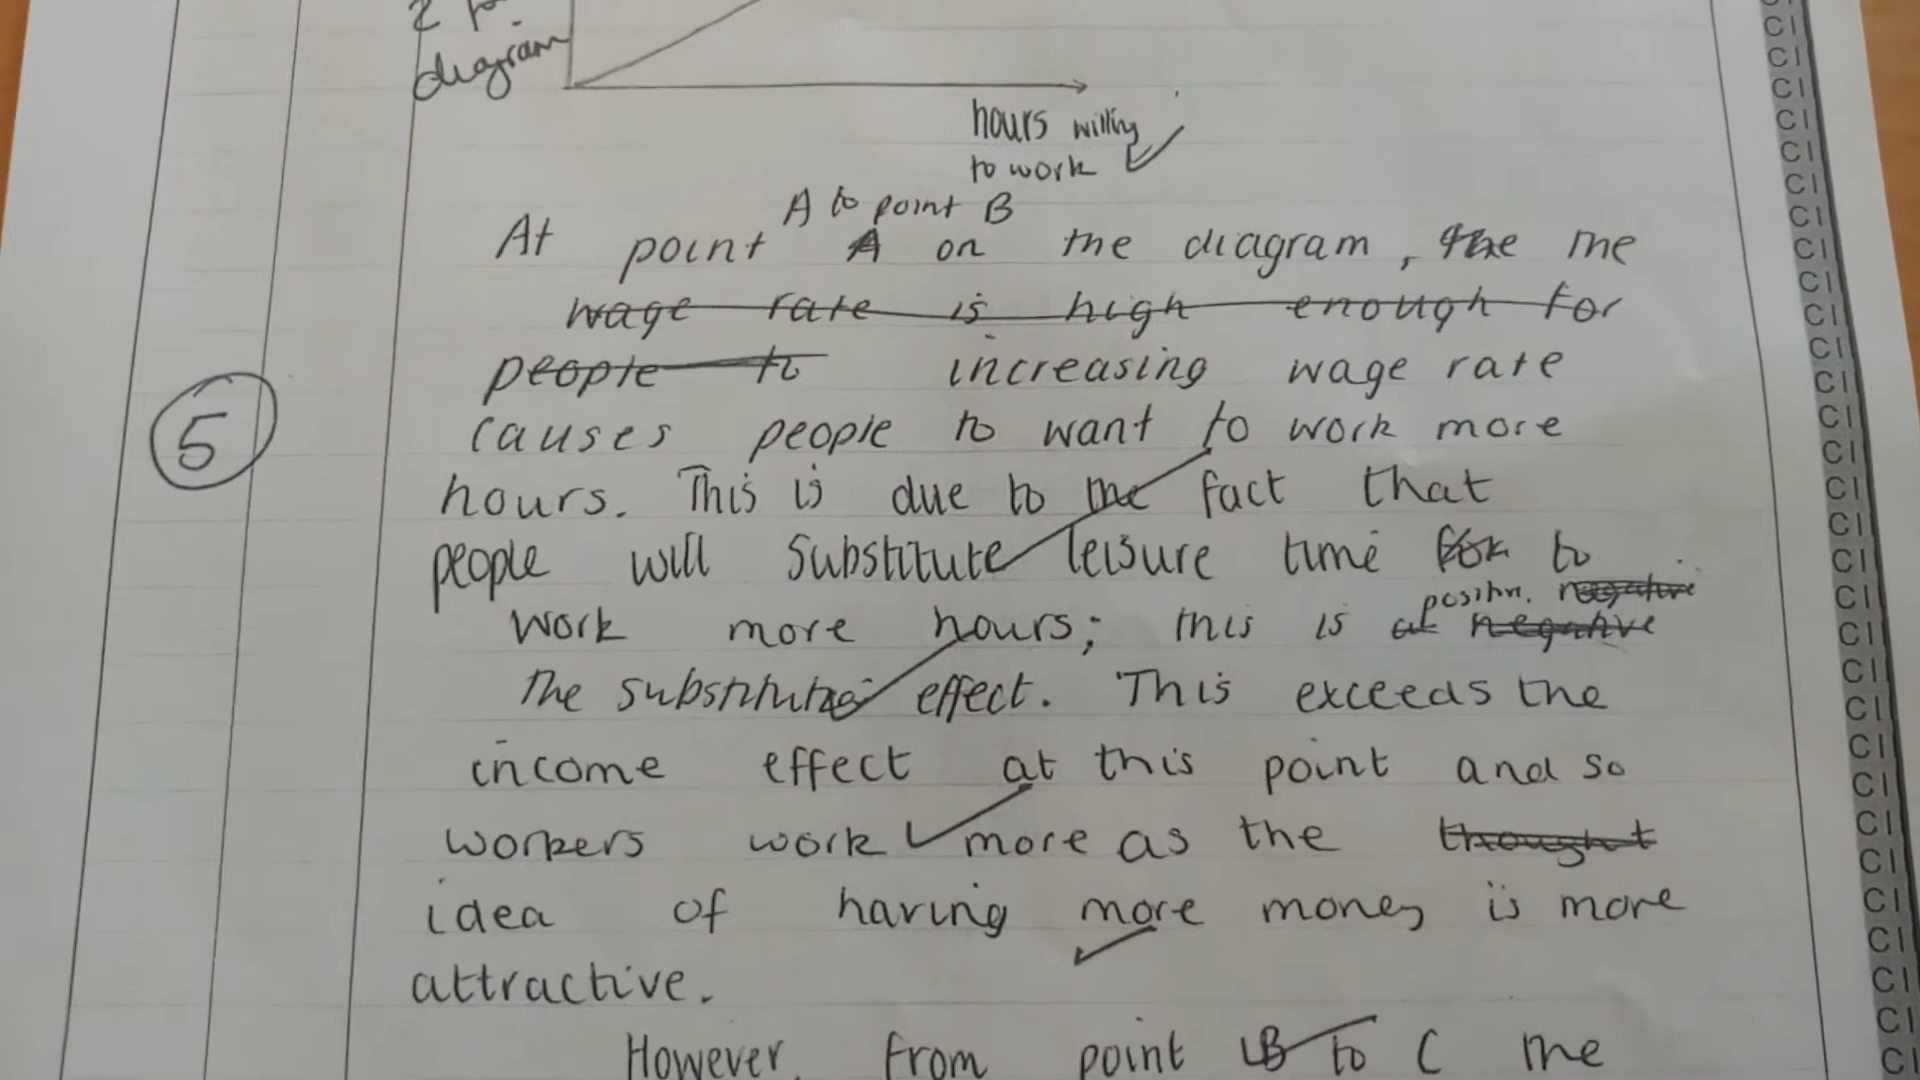 diagram
hours willing
to work
A to point B
At point A on the diagram, the the
wage rate is high enough for
people to increasing wage rate
causes people to want to work more
hours. This is due to the fact that
people will substitute leisure time for to
positiv. negative
work more hours; this is at negative
5
the substitution effect. This exceeds the
income effect at this point and so
workers work more as the thought
idea of having more money is more
attractive.
However, from point B to C the